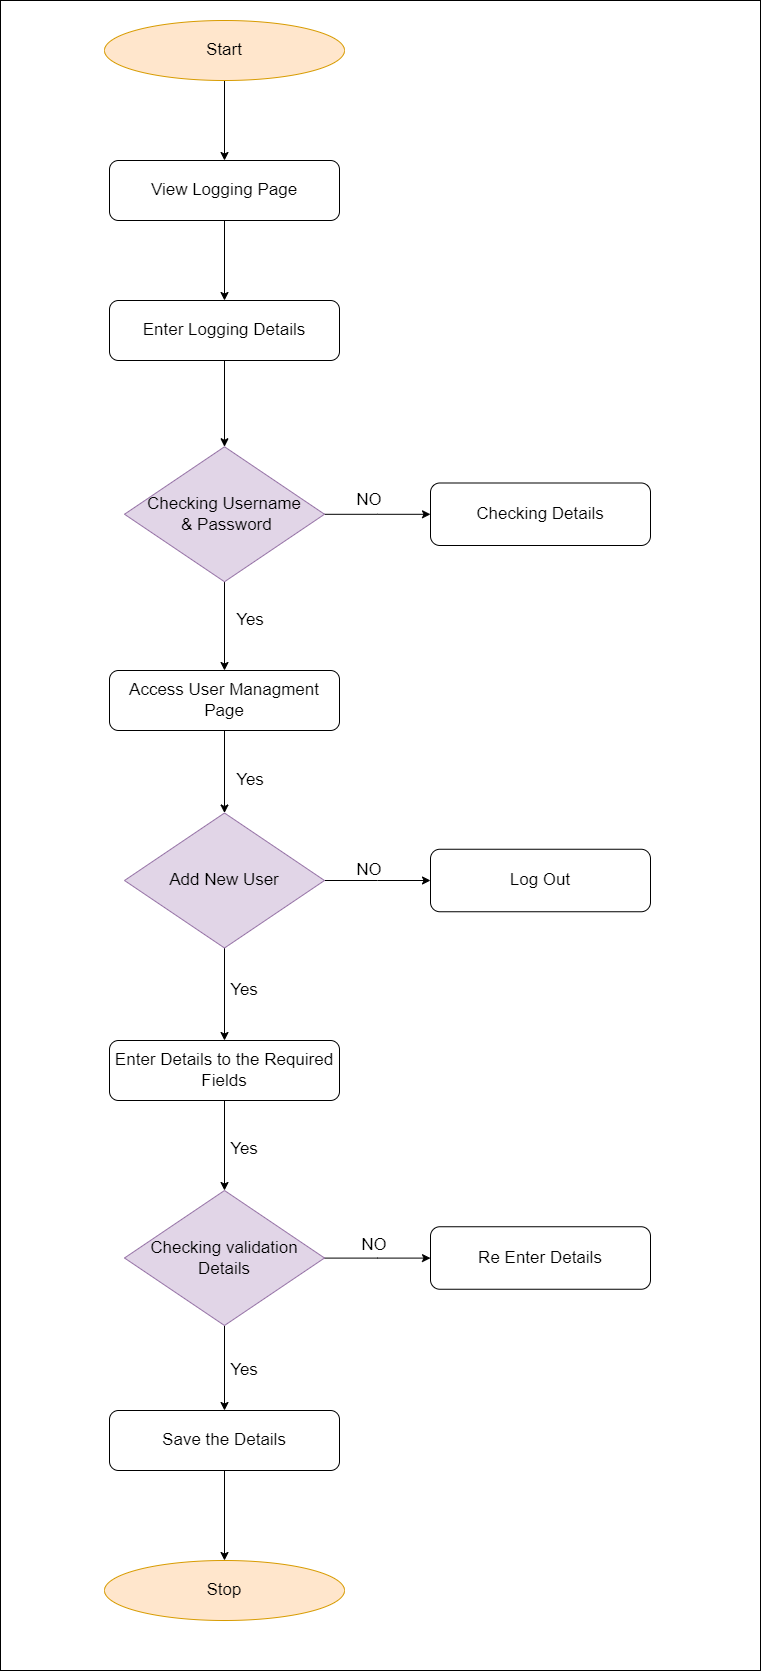 Start
View Logging Page
Enter Logging Details
Checking Username
& Password
NO
Checking Details
Yes
Access User Managment
Page
Yes
Add New User
NO
Log Out
Yes
Enter Details to the Required
Fields
Yes
Checking validation
Details
NO
Re Enter Details
Yes
Save the Details
Stop